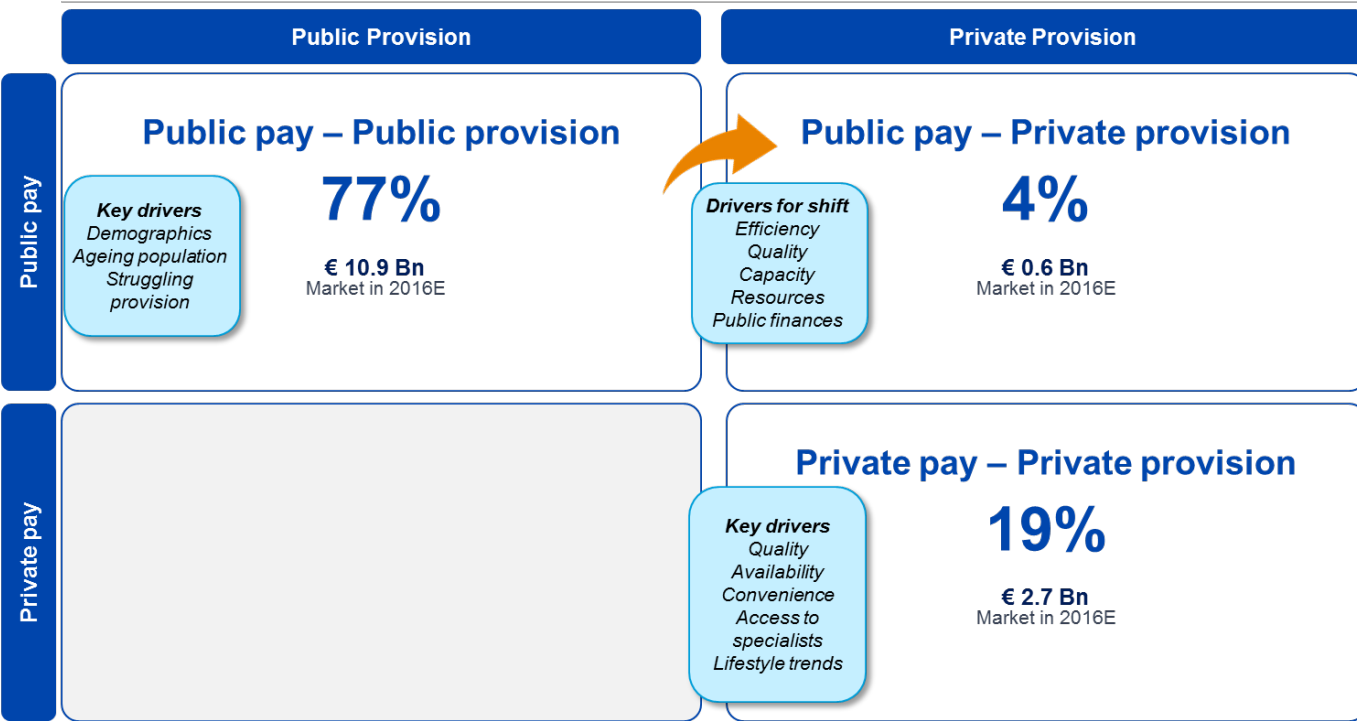 Public Provision
Private Provision
Public pay
Public pay – Public provision
77%
€ 10.9 Bn
Market in 2016E
Key drivers
Demographics
Ageing population
Struggling
provision
Public pay – Private provision
4%
€ 0.6 Bn
Market in 2016E
Drivers for shift
Efficiency
Quality
Capacity
Resources
Public finances
Private pay
Private pay – Private provision
19%
€ 2.7 Bn
Market in 2016E
Key drivers
Quality
Availability
Convenience
Access to
specialists
Lifestyle trends